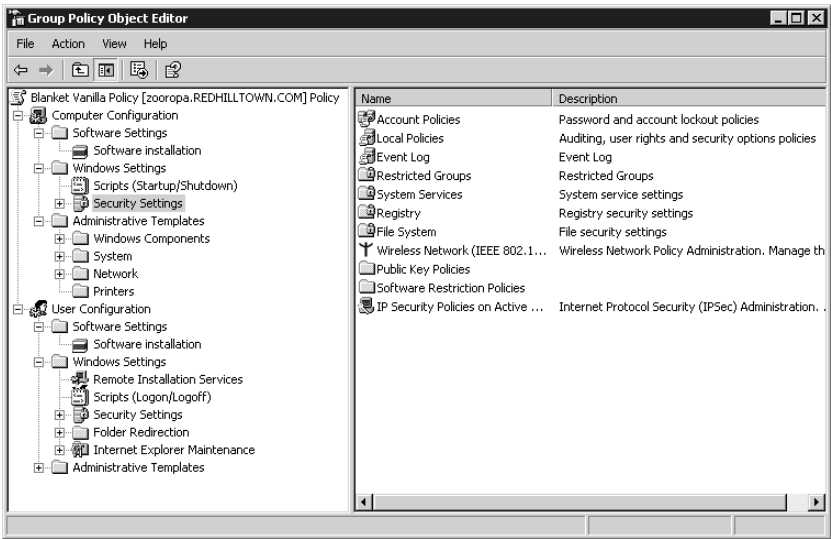 Group Policy Object Editor
File Action View Help
Blanket Vanilla Policy [zooropa.REDHILLTOWN.COM] Policy
Computer Configuration
Software Settings
Software installation
Windows Settings
Scripts (Startup/Shutdown)
Security Settings
Administrative Templates
Windows Components
System
Network
Printers
User Configuration
Software Settings
Software installation
Windows Settings
Remote Installation Services
Scripts (Logon/Logoff)
Security Settings
Folder Redirection
Internet Explorer Maintenance
Administrative Templates
Name Description
Account Policies Password and account lockout policies
Local Policies Auditing, user rights and security options policies
Event Log Event Log
Restricted Groups Restricted Groups
System Services System service settings
Registry Registry security settings
File System File security settings
Wireless Network (IEEE 802.1... Wireless Network Policy Administration. Manage th
Public Key Policies
Software Restriction Policies
IP Security Policies on Active ... Internet Protocol Security (IPSec) Administration. .